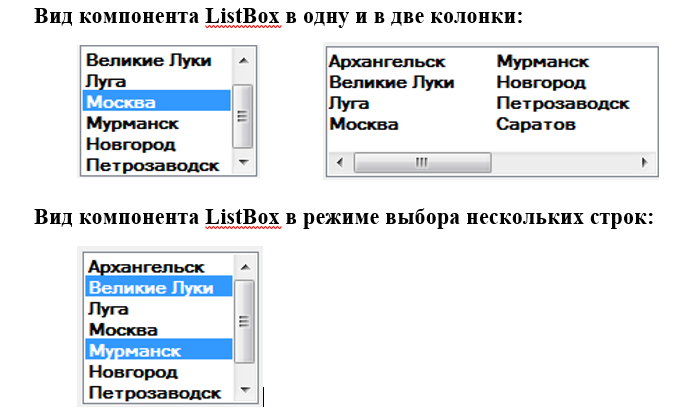 Вид компонента ListBox в одну и в две колонки:
Великие Луки
Луга
Москва
Мурманск
Новгород
Петрозаводск
Архангельск
Великие Луки
Луга
Москва
Мурманск
Новгород
Петрозаводск
Саратов
Вид компонента ListBox в режиме выбора нескольких строк:
Архангельск
Великие Луки
Луга
Москва
Мурманск
Новгород
Петрозаводск